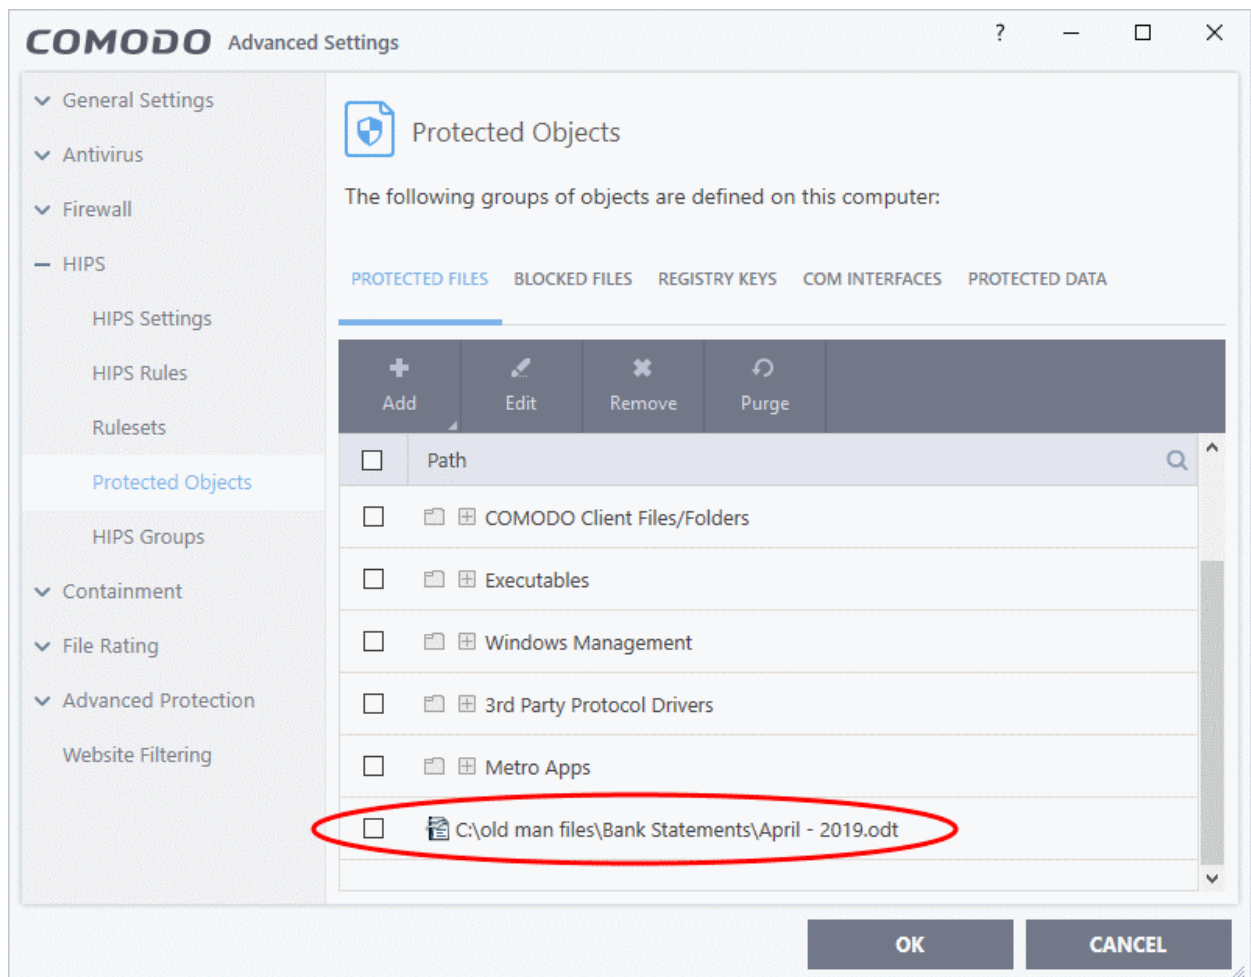 COMODO Advanced Settings ?
General Settings
Antivirus
Firewall
HIPS
HIPS Settings
HIPS Rules
Rulesets
Protected Objects
HIPS Groups
Containment
File Rating
Advanced Protection
Website Filtering
Protected Objects
The following groups of objects are defined on this computer:
PROTECTED FILES BLOCKED FILES REGISTRY KEYS COM INTERFACES PROTECTED DATA
Add Edit Remove Purge
Path
COMODO Client Files/Folders
Executables
Windows Management
3rd Party Protocol Drivers
Metro Apps
C:\old man files\Bank Statements\April - 2019.odt
OK CANCEL